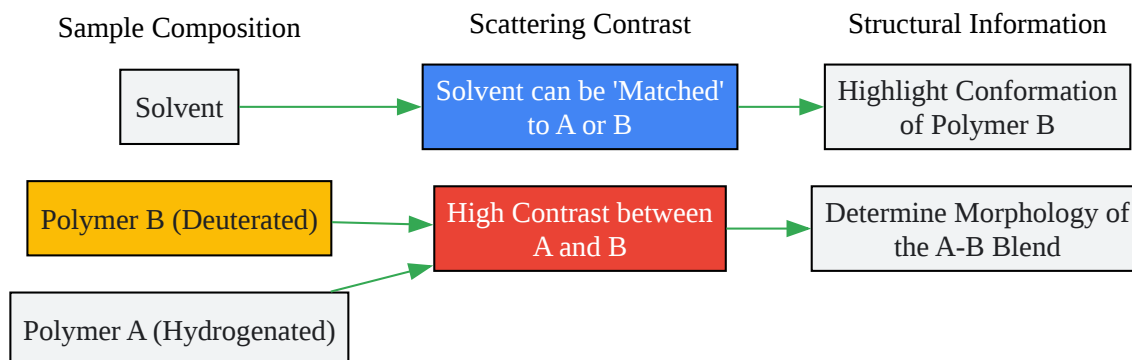 Sample Composition
Scattering Contrast
Structural Information
Solvent
Solvent can be 'Matched'
to A or B
Highlight Conformation
of Polymer B
Polymer B (Deuterated)
High Contrast between
A and B
Determine Morphology of
the A-B Blend
Polymer A (Hydrogenated)